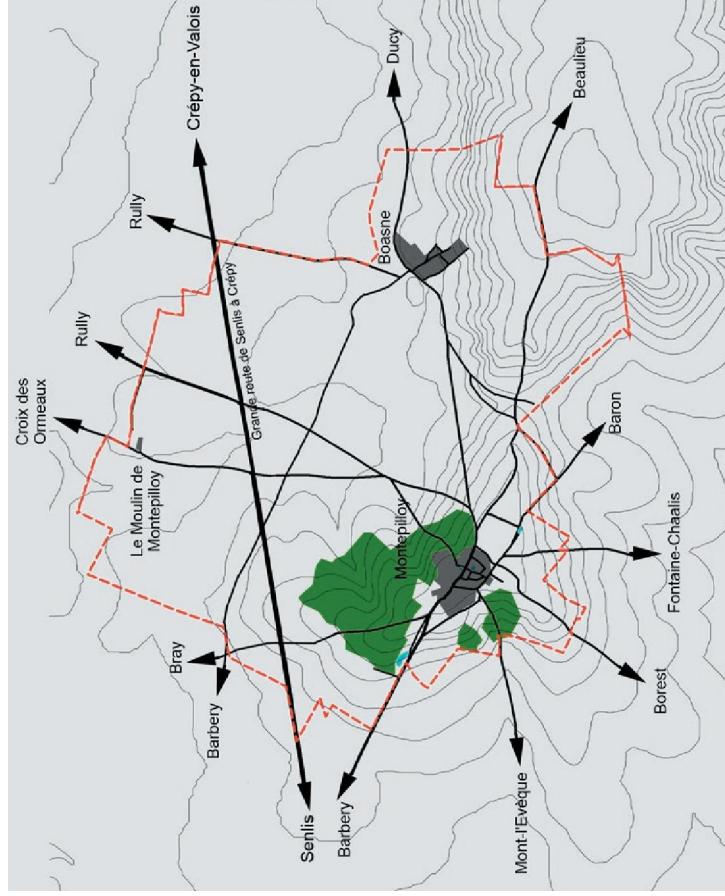 Croix des
Ormeaux
Rully
Rully
Crépy-en-Valois
Ducy
Beaulieu
Boasne
Grande route de Senlis à Crépy
Le Moulin de
Montepilloy
Montepilloy
Bray
Barbery
Senlis
Barbery
Mont-l'Evèque
Borest
Fontaine-Chaalis
Baron